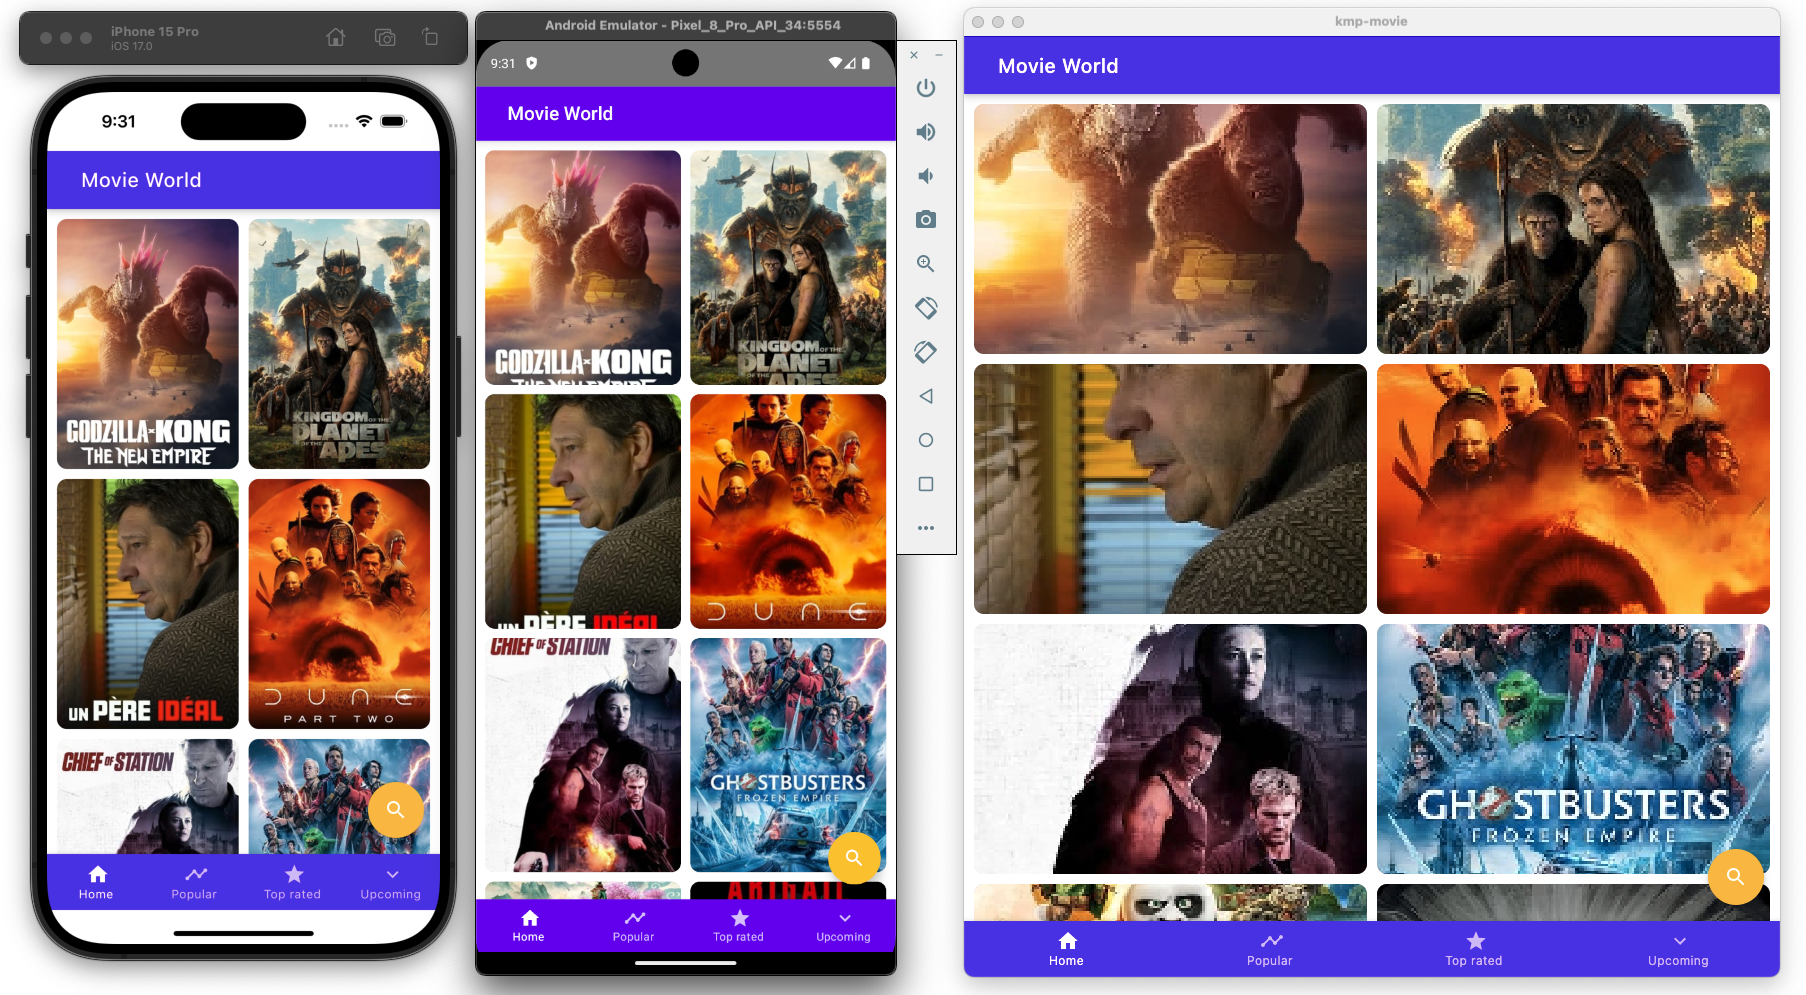 iPhone 15 Pro
iOS 17.0
9:31
Movie World
GODZILLA x KONG
THE NEW EMPIRE
KINGDOM OF THE
PLANET
OF THE APES
UN PÈRE IDÉAL
DUNE
PART TWO
CHIEF OF STATION
Home
Popular
Top rated
Upcoming
Android Emulator - Pixel_8_Pro_API_34:5554
9:31
Movie World
GODZILLA x KONG
THE NEW EMPIRE
KINGDOM OF THE
PLANET
OF THE APES
UN PÈRE IDÉAL
DUNE
CHIEF OF STATION
GHOSTBUSTERS
FROZEN EMPIRE
ABIGAIL
Home
Popular
Top rated
Upcoming
kmp-movie
Movie World
GHOSTBUSTERS
FROZEN EMPIRE
Home
Popular
Top rated
Upcoming